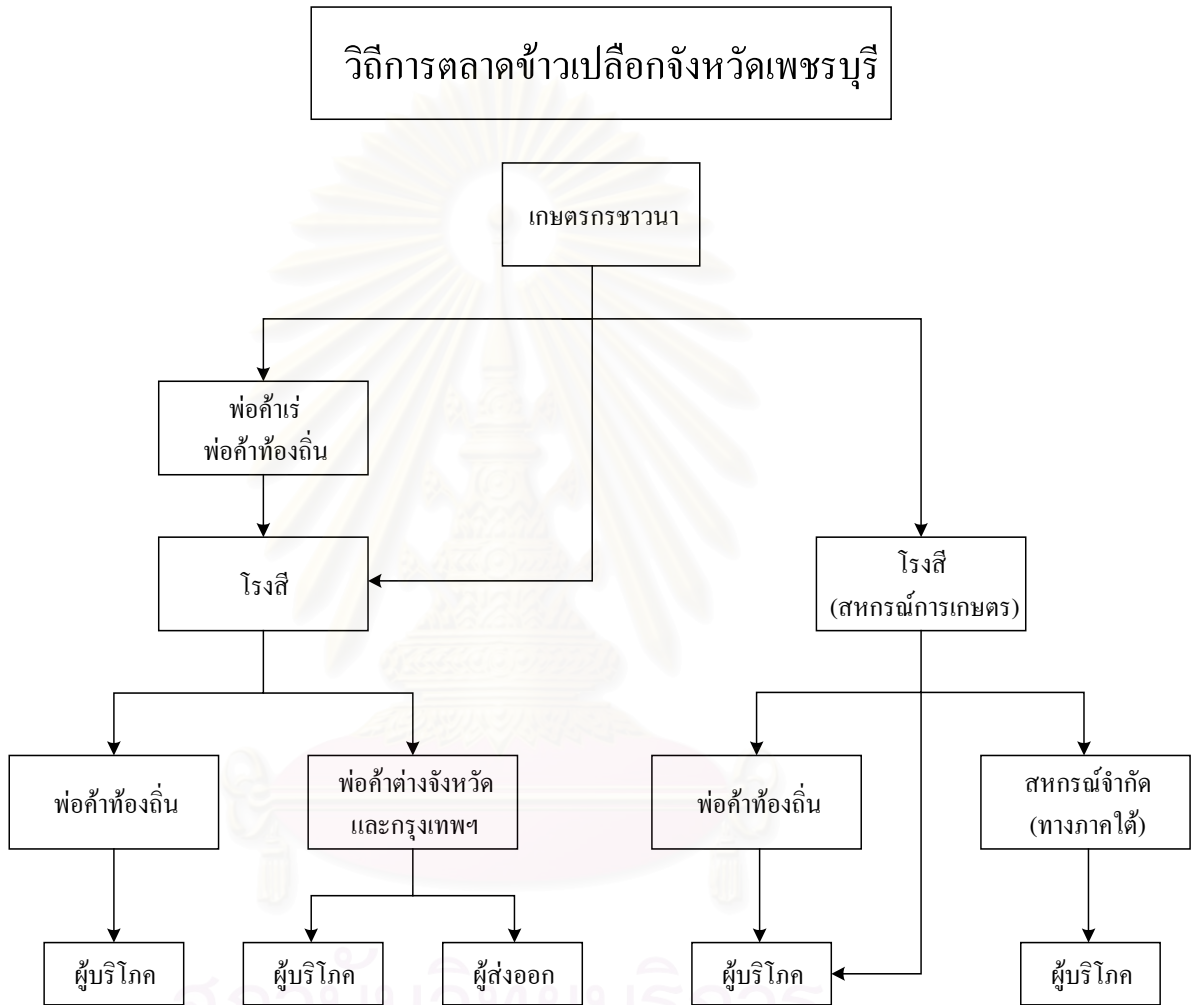 วิถีการตลาดข้าวเปลือกจังหวัดเพชรบุรี
เกษตรกรชาวนา
พ่อค้าเร่
พ่อค้าท้องถิ่น
โรงสี
โรงสี
(สหกรณ์การเกษตร)
พ่อค้าท้องถิ่น
พ่อค้าต่างจังหวัด
และกรุงเทพฯ
พ่อค้าท้องถิ่น
สหกรณ์จำกัด
(ทางภาคใต้)
ผู้บริโภค
ผู้บริโภค
ผู้ส่งออก
ผู้บริโภค
ผู้บริโภค